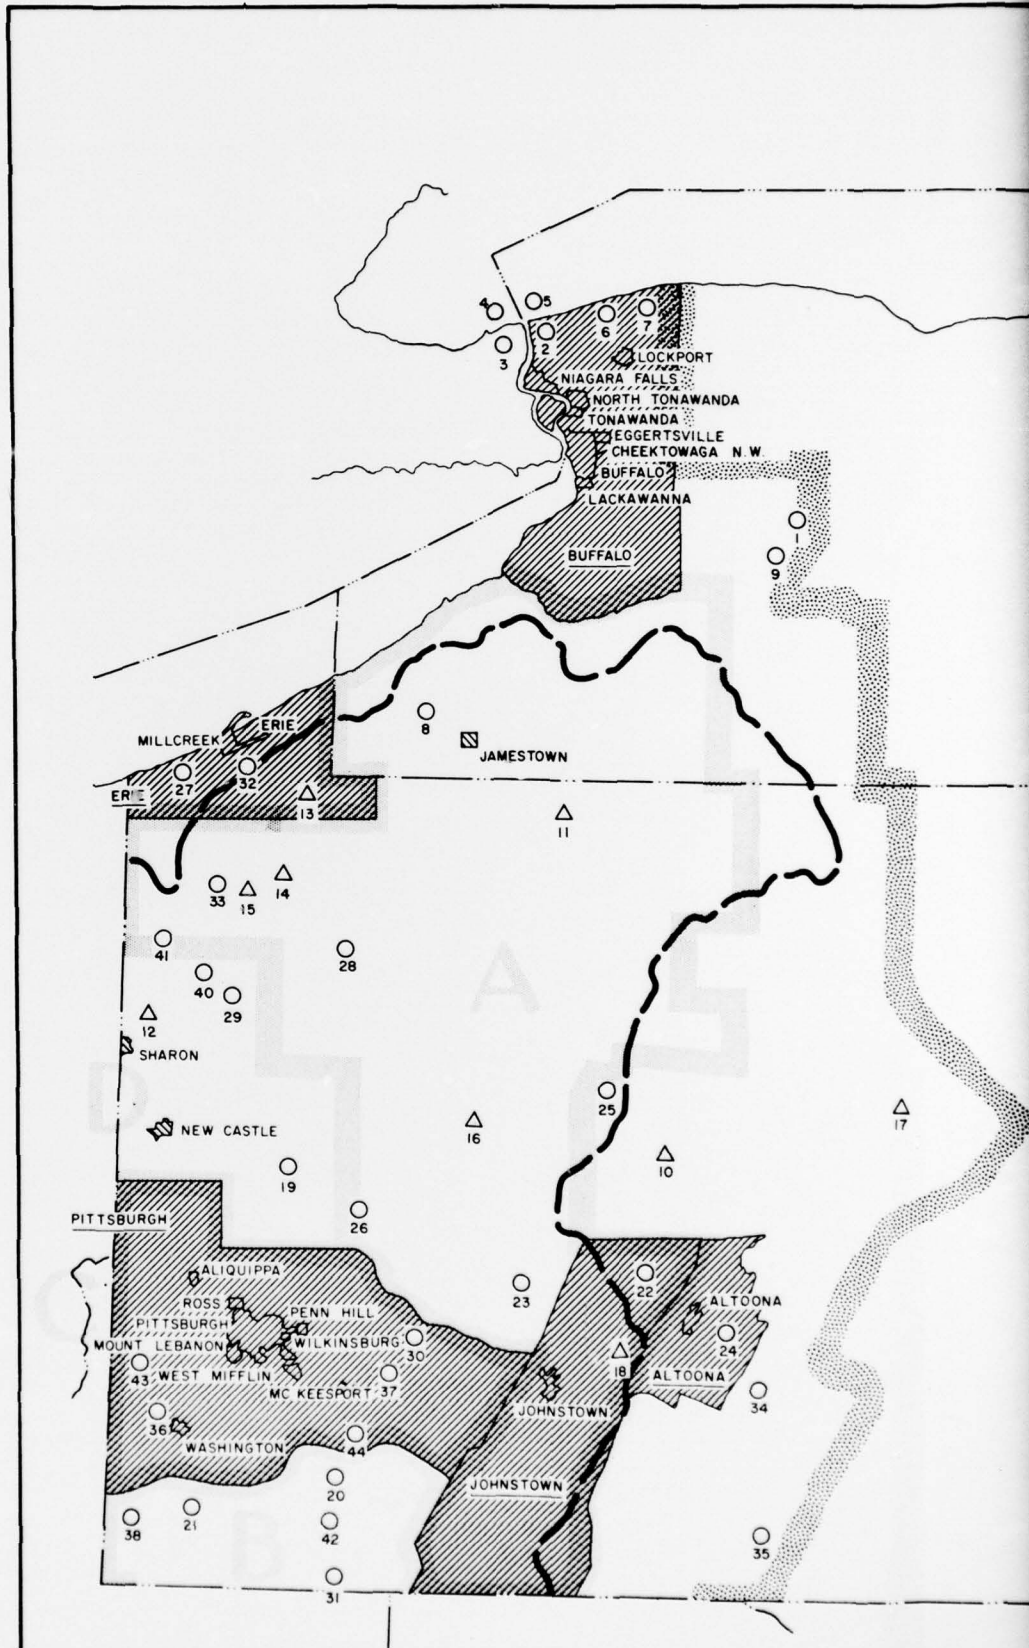 4
5
3
2
6
7
LOCKPORT
NIAGARA FALLS
NORTH TONAWANDA
TONAWANDA
EGGERTSVILLE
CHEEKTOWAGA N.W.
BUFFALO
LACKAWANNA
BUFFALO
1
9
8
JAMESTOWN
ERIE
MILLCREEK
27
32
ERIE
13
11
33
15
14
41
28
40
29
A
12
SHARON
D
25
17
16
10
NEW CASTLE
19
26
PITTSBURGH
ALIQUIPPA
22
23
C
ROSS
PENN HILL
ALTOONA
PITTSBURGH
WILKINSBURG
MOUNT LEBANON
30
24
43
WEST MIFFLIN
37
18
ALTOONA
MC KEESPORT
34
JOHNSTOWN
36
WASHINGTON
44
JOHNSTOWN
20
38
21
42
B
35
31